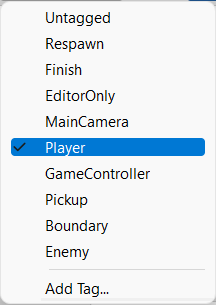 Untagged
Respawn
Finish
EditorOnly
MainCamera
Player
GameController
Pickup
Boundary
Enemy
Add Tag...